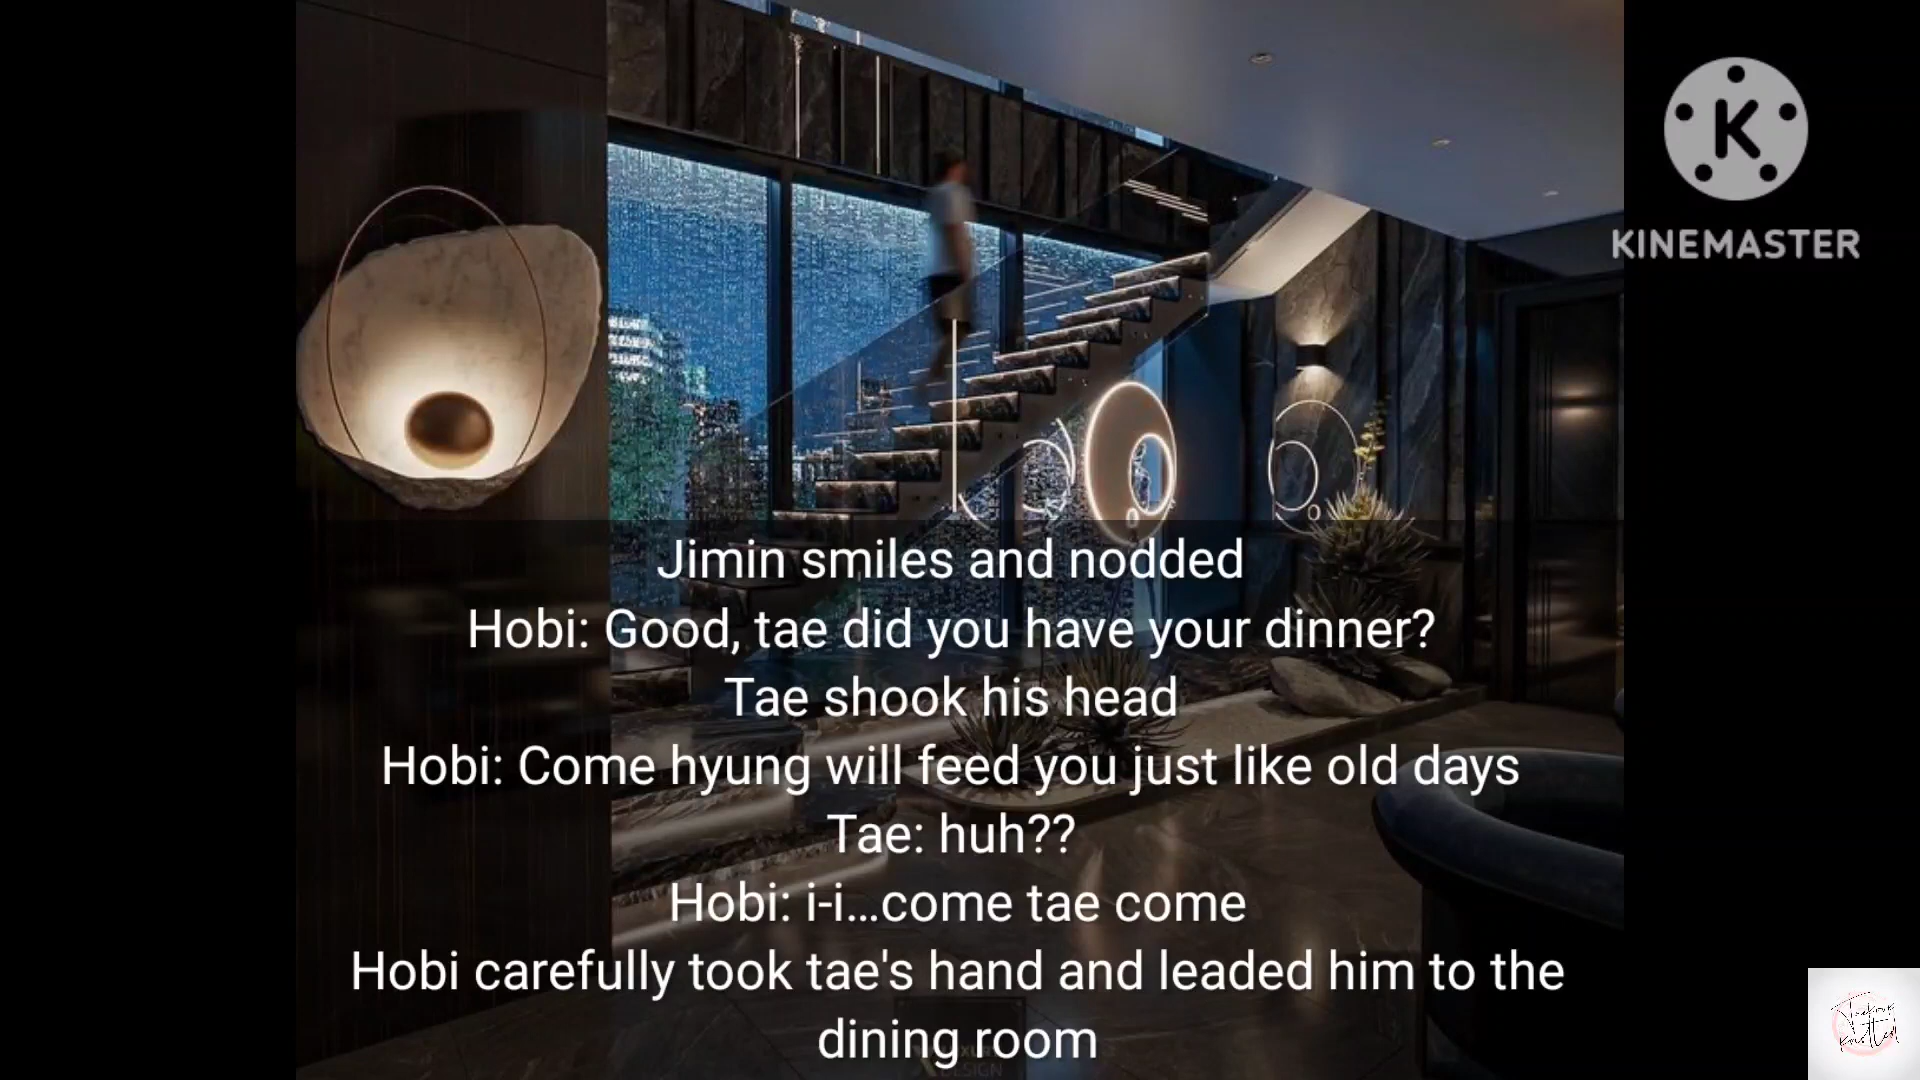 KINEMASTER
Jimin smiles and nodded
Hobi: Good, tae did you have your dinner?
Tae shook his head
Hobi: Come hyung will feed you just like old days
Tae: huh??
Hobi: i-i...come tae come
Hobi carefully took tae's hand and leaded him to the
dining room
DESIGN